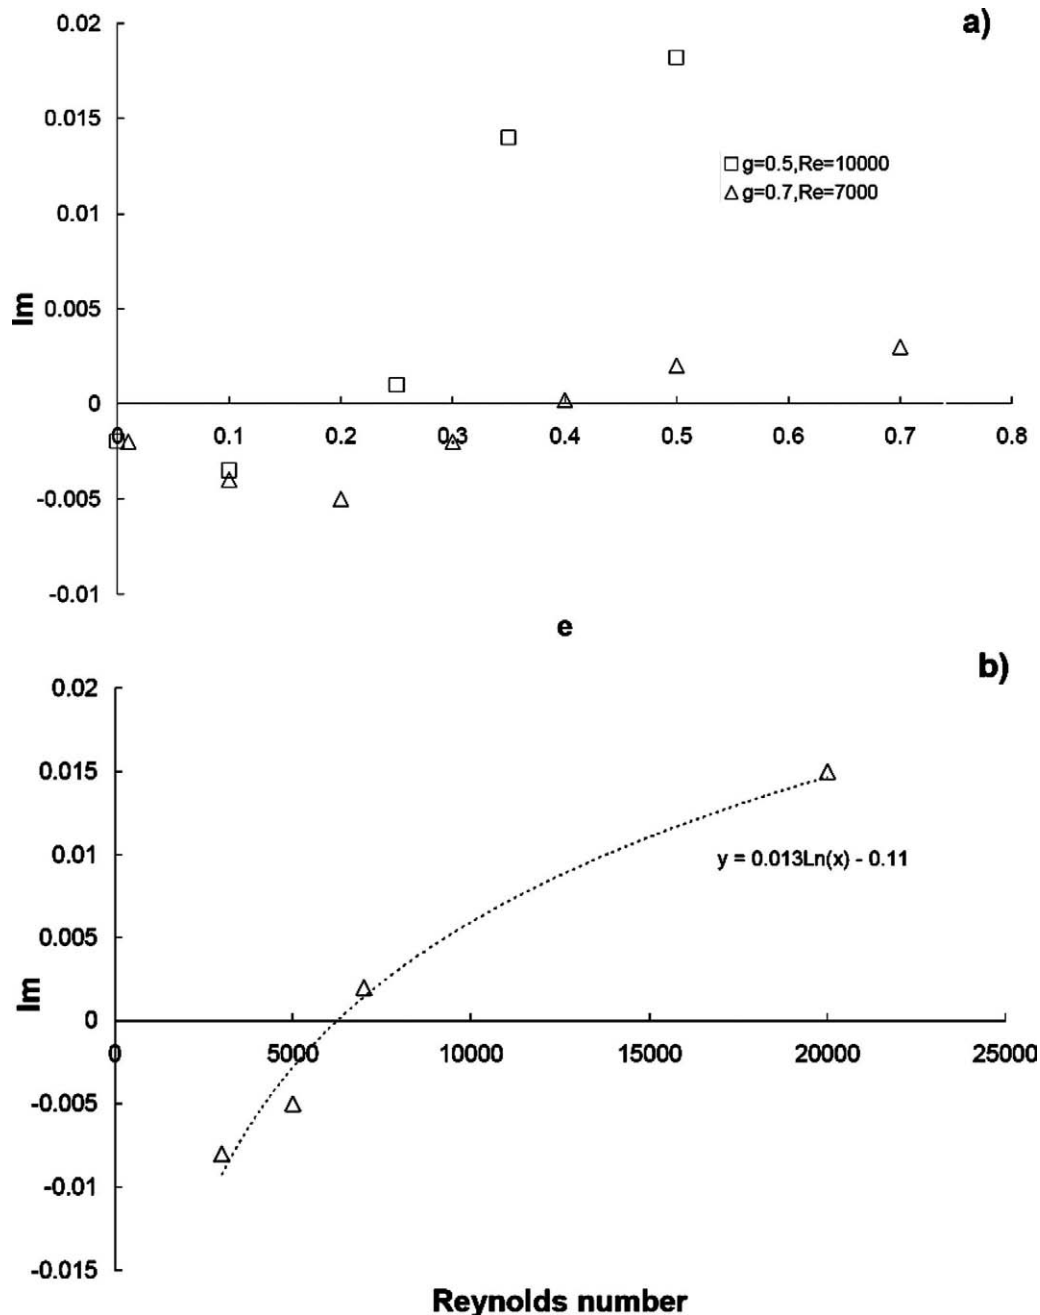 a)
0.02
0.015
0.01
0.005
0
-0.005
-0.01
Im
g=0.5,Re=10000
g=0.7,Re=7000
0 0.1 0.2 0.3 0.4 0.5 0.6 0.7 0.8
e
b)
0.02
0.015
0.01
0.005
0
-0.005
-0.01
-0.015
Im
y = 0.013Ln(x) - 0.11
0 5000 10000 15000 20000 25000
Reynolds number